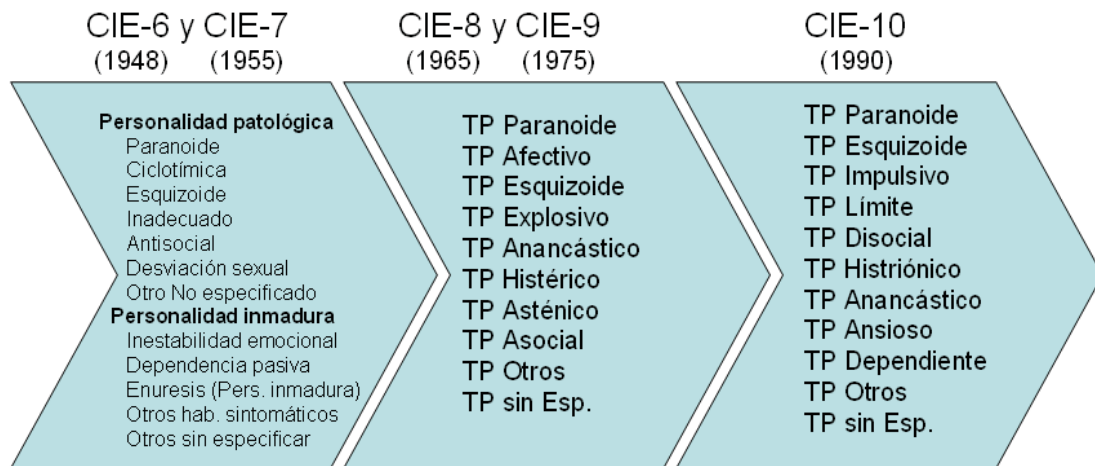 CIE-6 y CIE-7
(1948) (1955)
Personalidad patológica
Paranoide
Ciclotímica
Esquizoide
Inadecuado
Antisocial
Desviación sexual
Otro No especificado
Personalidad inmadura
Inestabilidad emocional
Dependencia pasiva
Enuresis (Pers. inmadura)
Otros hab. sintomáticos
Otros sin especificar
CIE-8 y CIE-9
(1965) (1975)
TP Paranoide
TP Afectivo
TP Esquizoide
TP Explosivo
TP Anancástico
TP Histérico
TP Asténico
TP Asocial
TP Otros
TP sin Esp.
CIE-10
(1990)
TP Paranoide
TP Esquizoide
TP Impulsivo
TP Límite
TP Disocial
TP Histriónico
TP Anancástico
TP Ansioso
TP Dependiente
TP Otros
TP sin Esp.